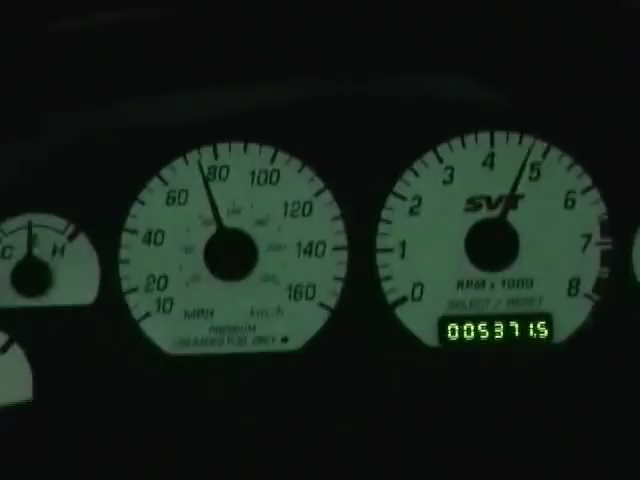 C H
10 20 40 60 80 100 120 140 160
MPH
PREMIUM
UNLEADED FUEL ONLY
0 1 2 3 4 5 6 7 8
SVT
RPM x 1000
SELECT / RESET
005371.5